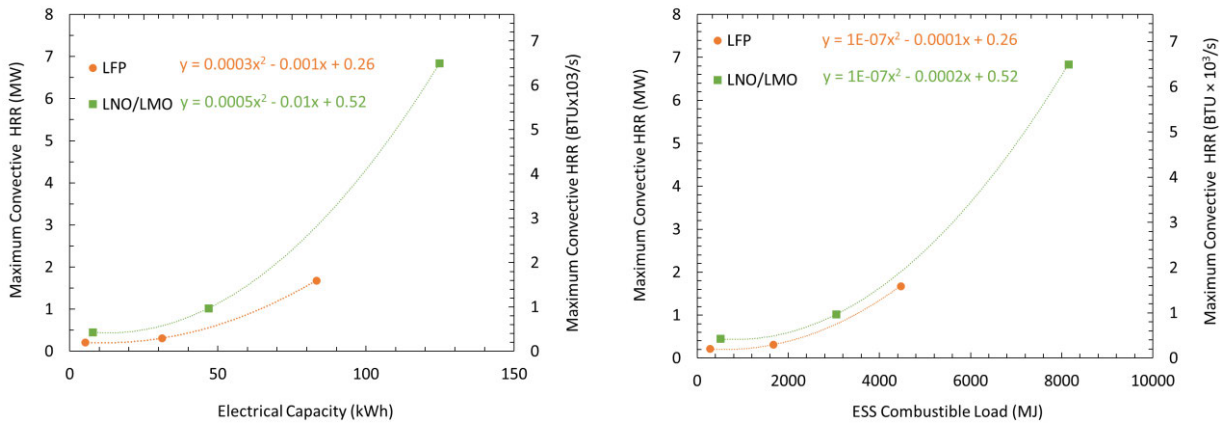 8
7
6
5
4
3
2
1
0
Maximum Convective HRR (MW)
LFP
y = 0.0003x² - 0.001x + 0.26
LNO/LMO
y = 0.0005x² - 0.01x + 0.52
7
6
5
4
3
2
1
0
Maximum Convective HRR (BTUx103/s)
0 50 100 150
Electrical Capacity (kWh)
8
7
6
5
4
3
2
1
0
Maximum Convective HRR (MW)
LFP
y = 1E-07x² - 0.0001x + 0.26
LNO/LMO
y = 1E-07x² - 0.0002x + 0.52
7
6
5
4
3
2
1
0
Maximum Convective HRR (BTU × 10³/s)
0 2000 4000 6000 8000 10000
ESS Combustible Load (MJ)